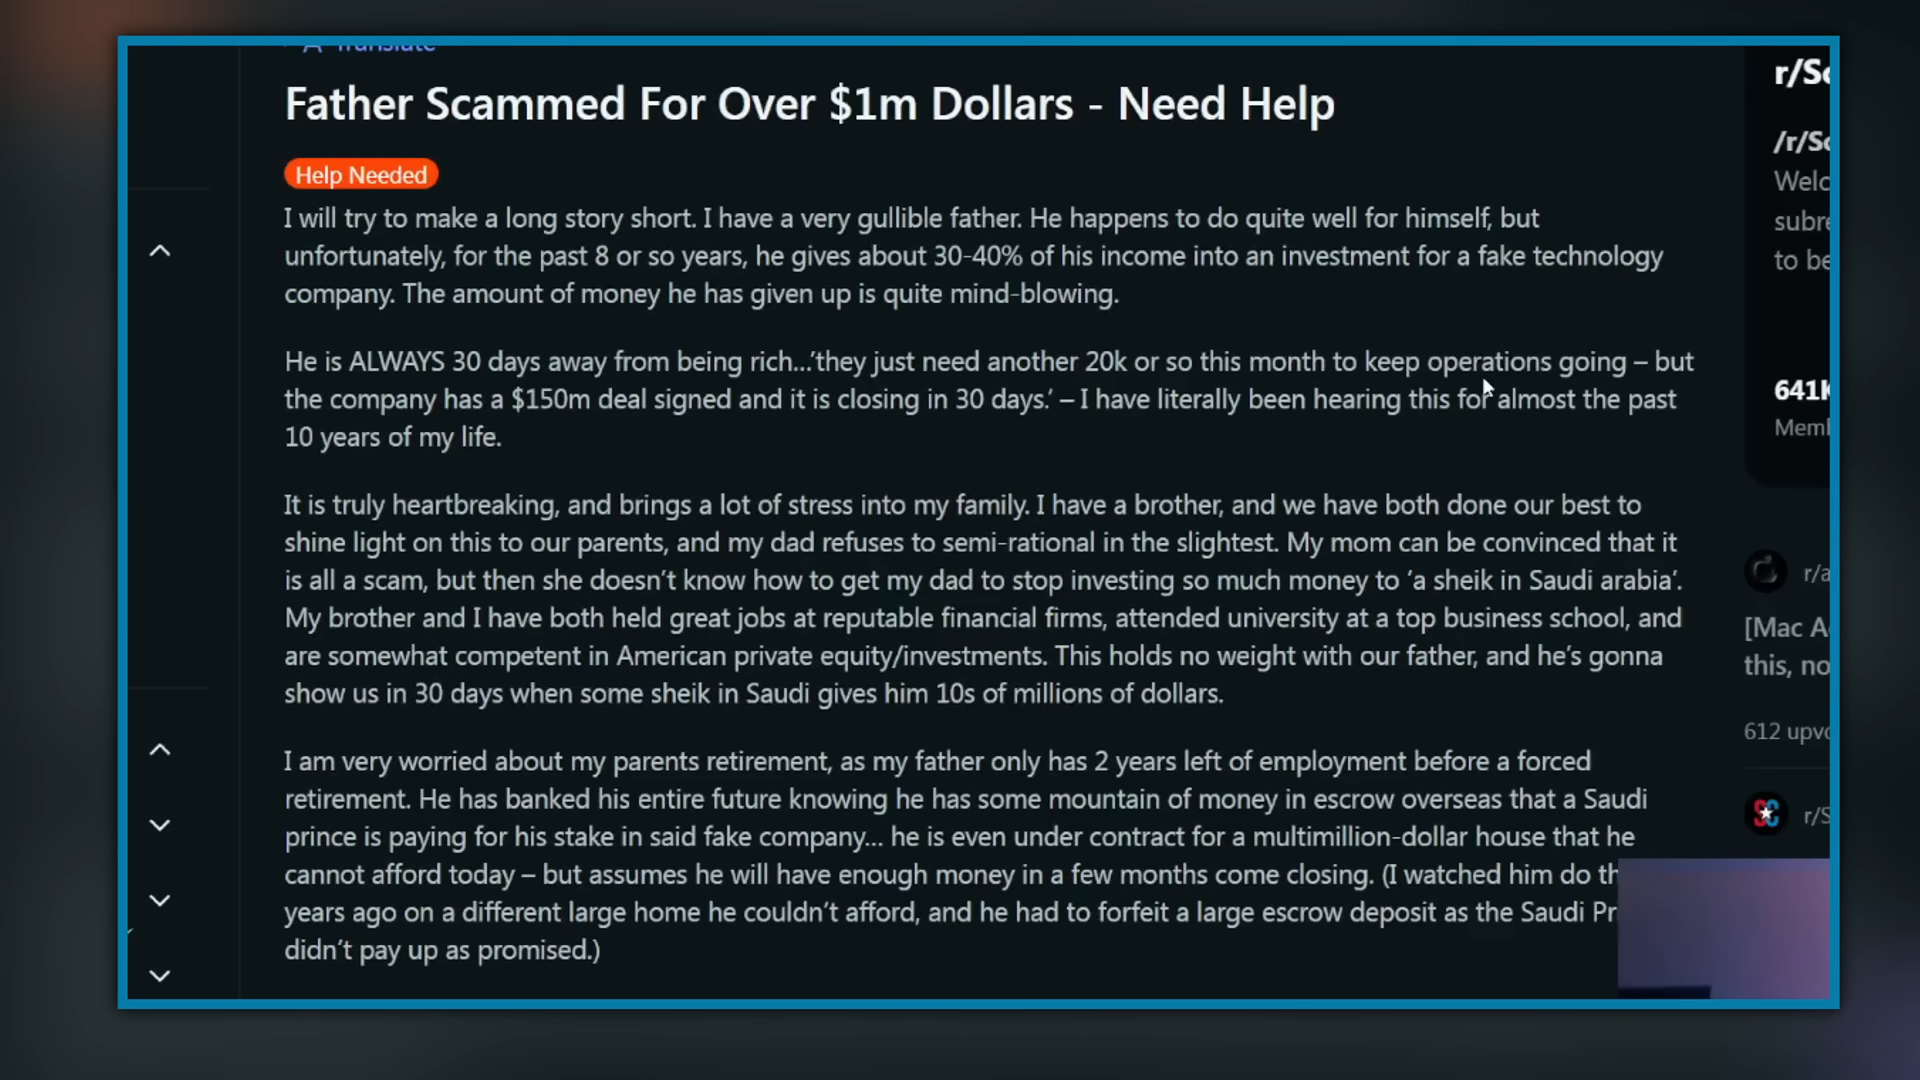 Translate
Father Scammed For Over $1m Dollars - Need Help
Help Needed
I will try to make a long story short. I have a very gullible father. He happens to do quite well for himself, but
unfortunately, for the past 8 or so years, he gives about 30-40% of his income into an investment for a fake technology
company. The amount of money he has given up is quite mind-blowing.
He is ALWAYS 30 days away from being rich...‘they just need another 20k or so this month to keep operations going – but
the company has a $150m deal signed and it is closing in 30 days.’ – I have literally been hearing this for almost the past
10 years of my life.
It is truly heartbreaking, and brings a lot of stress into my family. I have a brother, and we have both done our best to
shine light on this to our parents, and my dad refuses to semi-rational in the slightest. My mom can be convinced that it
is all a scam, but then she doesn’t know how to get my dad to stop investing so much money to ‘a sheik in Saudi arabia’.
My brother and I have both held great jobs at reputable financial firms, attended university at a top business school, and
are somewhat competent in American private equity/investments. This holds no weight with our father, and he’s gonna
show us in 30 days when some sheik in Saudi gives him 10s of millions of dollars.
I am very worried about my parents retirement, as my father only has 2 years left of employment before a forced
retirement. He has banked his entire future knowing he has some mountain of money in escrow overseas that a Saudi
prince is paying for his stake in said fake company... he is even under contract for a multimillion-dollar house that he
cannot afford today – but assumes he will have enough money in a few months come closing. (I watched him do th
years ago on a different large home he couldn’t afford, and he had to forfeit a large escrow deposit as the Saudi Pr
didn’t pay up as promised.)
r/Sc
/r/Sc
Welc
subre
to be
641K
Memb
r/a
[Mac A
this, no
612 upvo
r/S